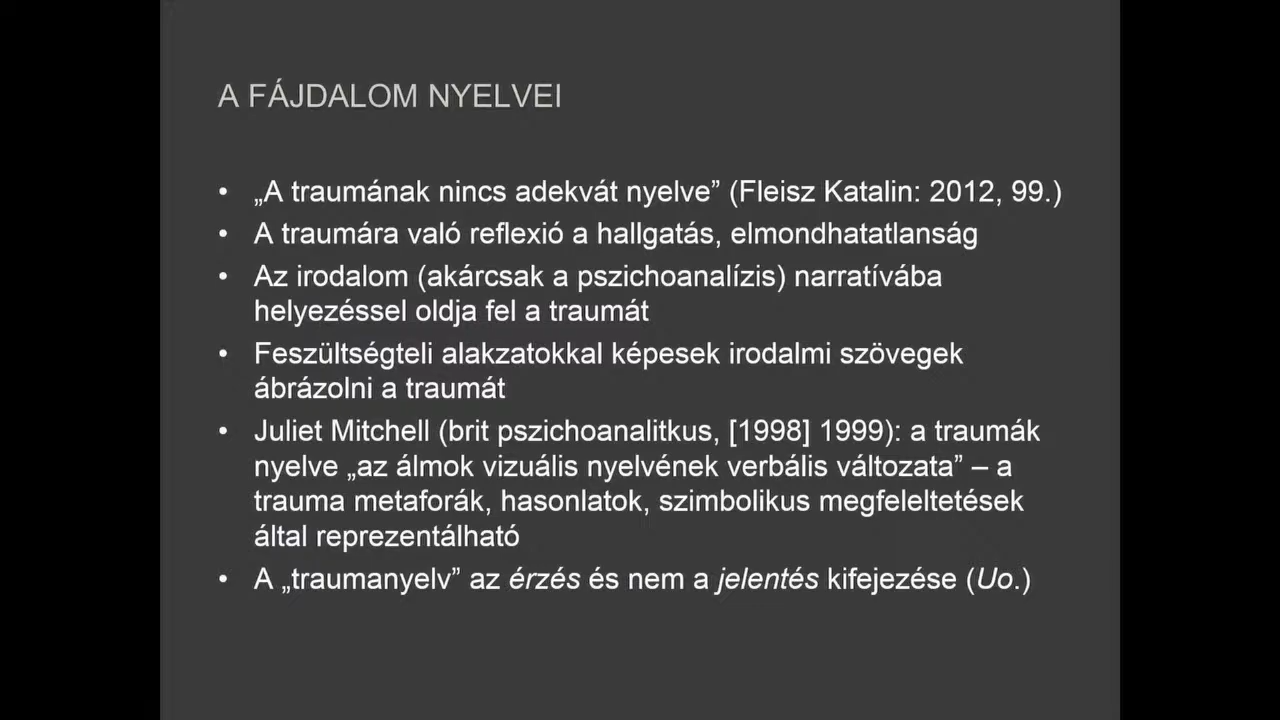 A FÁJDALOM NYELVEI
• „A traumának nincs adekvát nyelve” (Fleisz Katalin: 2012, 99.)
• A traumára való reflexió a hallgatás, elmondhatatlanság
• Az irodalom (akárcsak a pszichoanalízis) narratívába
helyezéssel oldja fel a traumát
• Feszültségteli alakzatokkal képesek irodalmi szövegek
ábrázolni a traumát
• Juliet Mitchell (brit pszichoanalitkus, [1998] 1999): a traumák
nyelve „az álmok vizuális nyelvének verbális változata” – a
trauma metaforák, hasonlatok, szimbolikus megfeleltetések
által reprezentálható
• A „traumanyelv” az érzés és nem a jelentés kifejezése (Uo.)